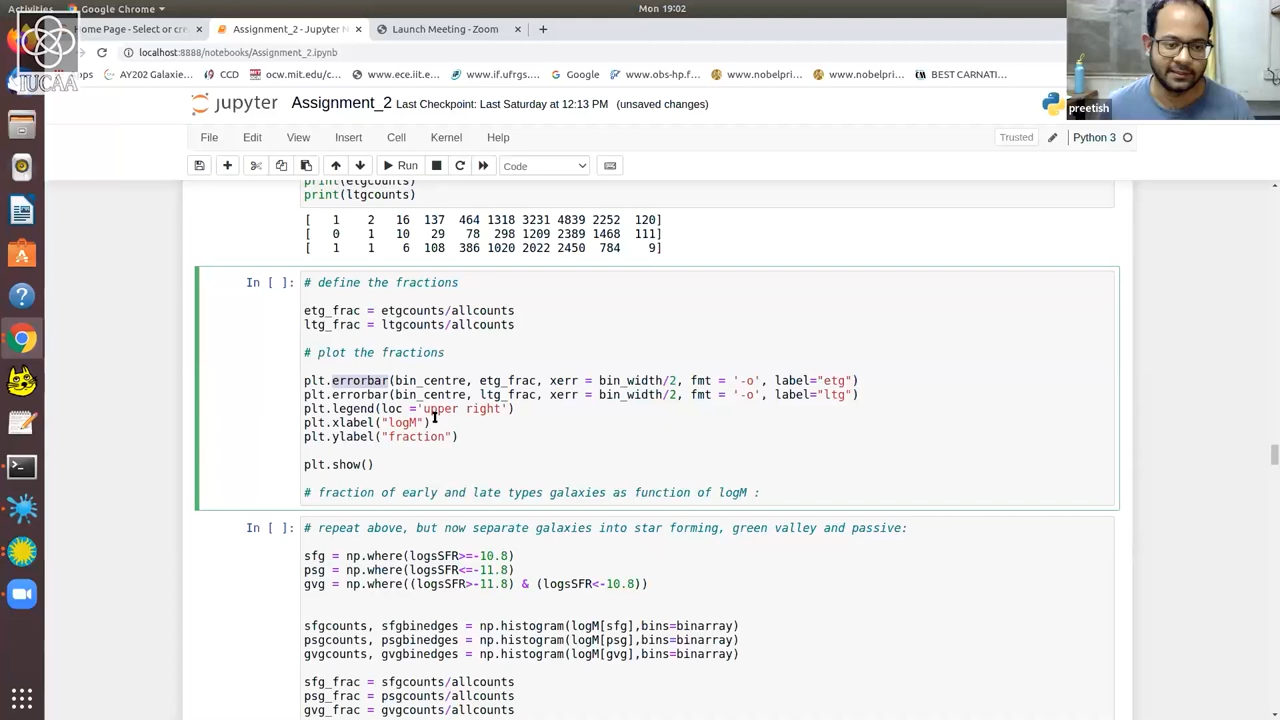 Activities
Google Chrome
Mon 19:02
Home Page - Select or cre
Assignment_2 - Jupyter N
Launch Meeting - Zoom
localhost:8888/notebooks/Assignment_2.ipynb
AY202 Galaxie
CCD
ocw.mit.edu/c…
www.ece.iit.e…
www.if.ufrgs.…
Google
www.obs-hp.f…
www.nobelpri…
www.nobelpri…
BEST CARNATI…
IUCAA
preetish
jupyter
Assignment_2 Last Checkpoint: Last Saturday at 12:13 PM (unsaved changes)
File Edit View Insert Cell Kernel Help
Trusted
Python 3
Run
Code
print(etgcounts)
print(ltgcounts)
[ 1 2 16 137 464 1318 3231 4839 2252 120]
[ 0 1 10 29 78 298 1209 2389 1468 111]
[ 1 1 6 108 386 1020 2022 2450 784 9]
In [ ]:
# define the fractions
etg_frac = etgcounts/allcounts
ltg_frac = ltgcounts/allcounts
# plot the fractions
plt.errorbar(bin_centre, etg_frac, xerr = bin_width/2, fmt = '-o', label="etg")
plt.errorbar(bin_centre, ltg_frac, xerr = bin_width/2, fmt = '-o', label="ltg")
plt.legend(loc ='upper right')
plt.xlabel("logM")
plt.ylabel("fraction")
plt.show()
# fraction of early and late types galaxies as function of logM :
In [ ]:
# repeat above, but now separate galaxies into star forming, green valley and passive:
sfg = np.where(logsSFR>=-10.8)
psg = np.where(logsSFR<=-11.8)
gvg = np.where((logsSFR>-11.8) & (logsSFR<-10.8))
sfgcounts, sfgbinedges = np.histogram(logM[sfg],bins=binarray)
psgcounts, psgbinedges = np.histogram(logM[psg],bins=binarray)
gvgcounts, gvgbinedges = np.histogram(logM[gvg],bins=binarray)
sfg_frac = sfgcounts/allcounts
psg_frac = psgcounts/allcounts
gvg_frac = gvgcounts/allcounts